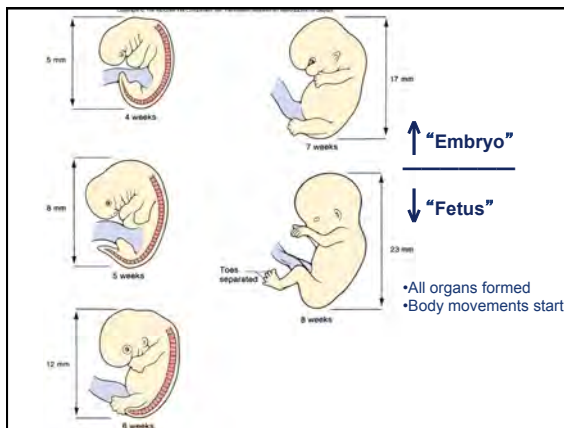 5 mm
4 weeks
17 mm
7 weeks
↑ "Embryo"
↓ "Fetus"
8 mm
5 weeks
Toes
separated
23 mm
8 weeks
•All organs formed
•Body movements start
12 mm
6 weeks